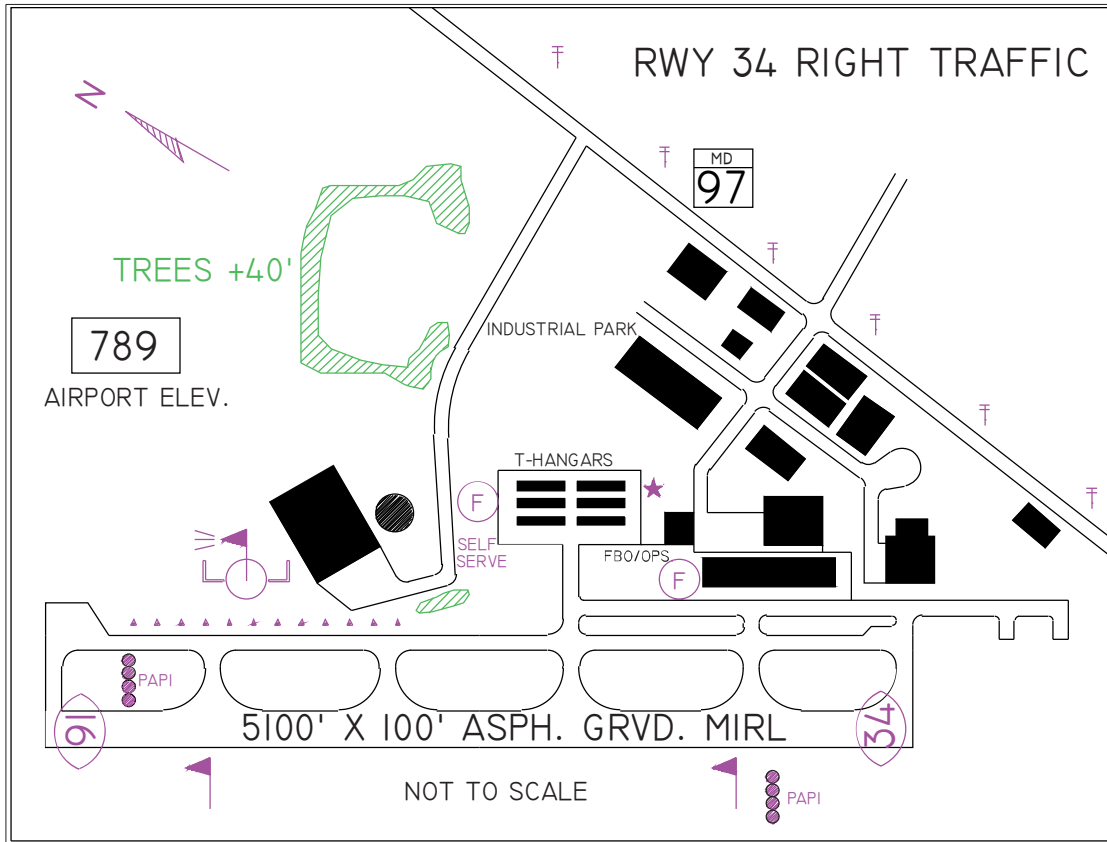 RWY 34 RIGHT TRAFFIC
N
MD
97
TREES +40'
789
AIRPORT ELEV.
INDUSTRIAL PARK
T-HANGARS
F
SELF
SERVE
FBO/OPS
F
PAPI
16
5100' X 100' ASPH. GRVD. MIRL
34
NOT TO SCALE
PAPI